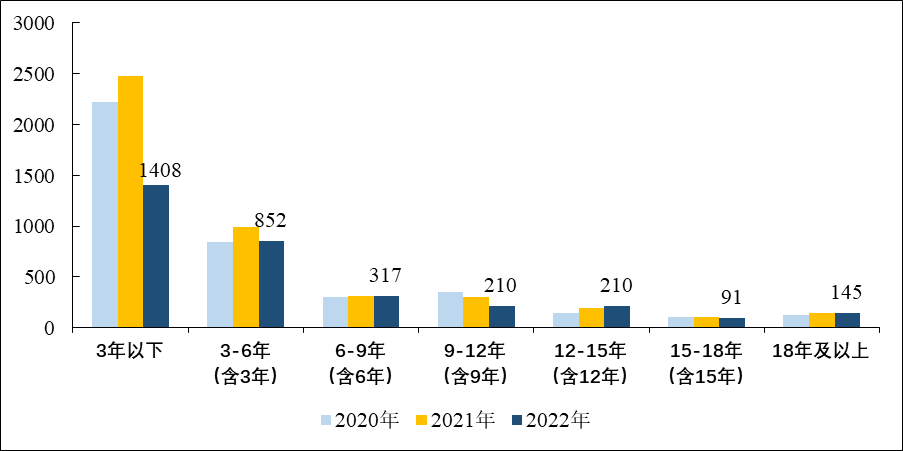 3000
2500
2000
1500
1000
500
0
1408
852
317
210
210
91
145
3年以下
3-6年
(含3年)
6-9年
(含6年)
9-12年
(含9年)
12-15年
(含12年)
15-18年
(含15年)
18年及以上
2020年
2021年
2022年